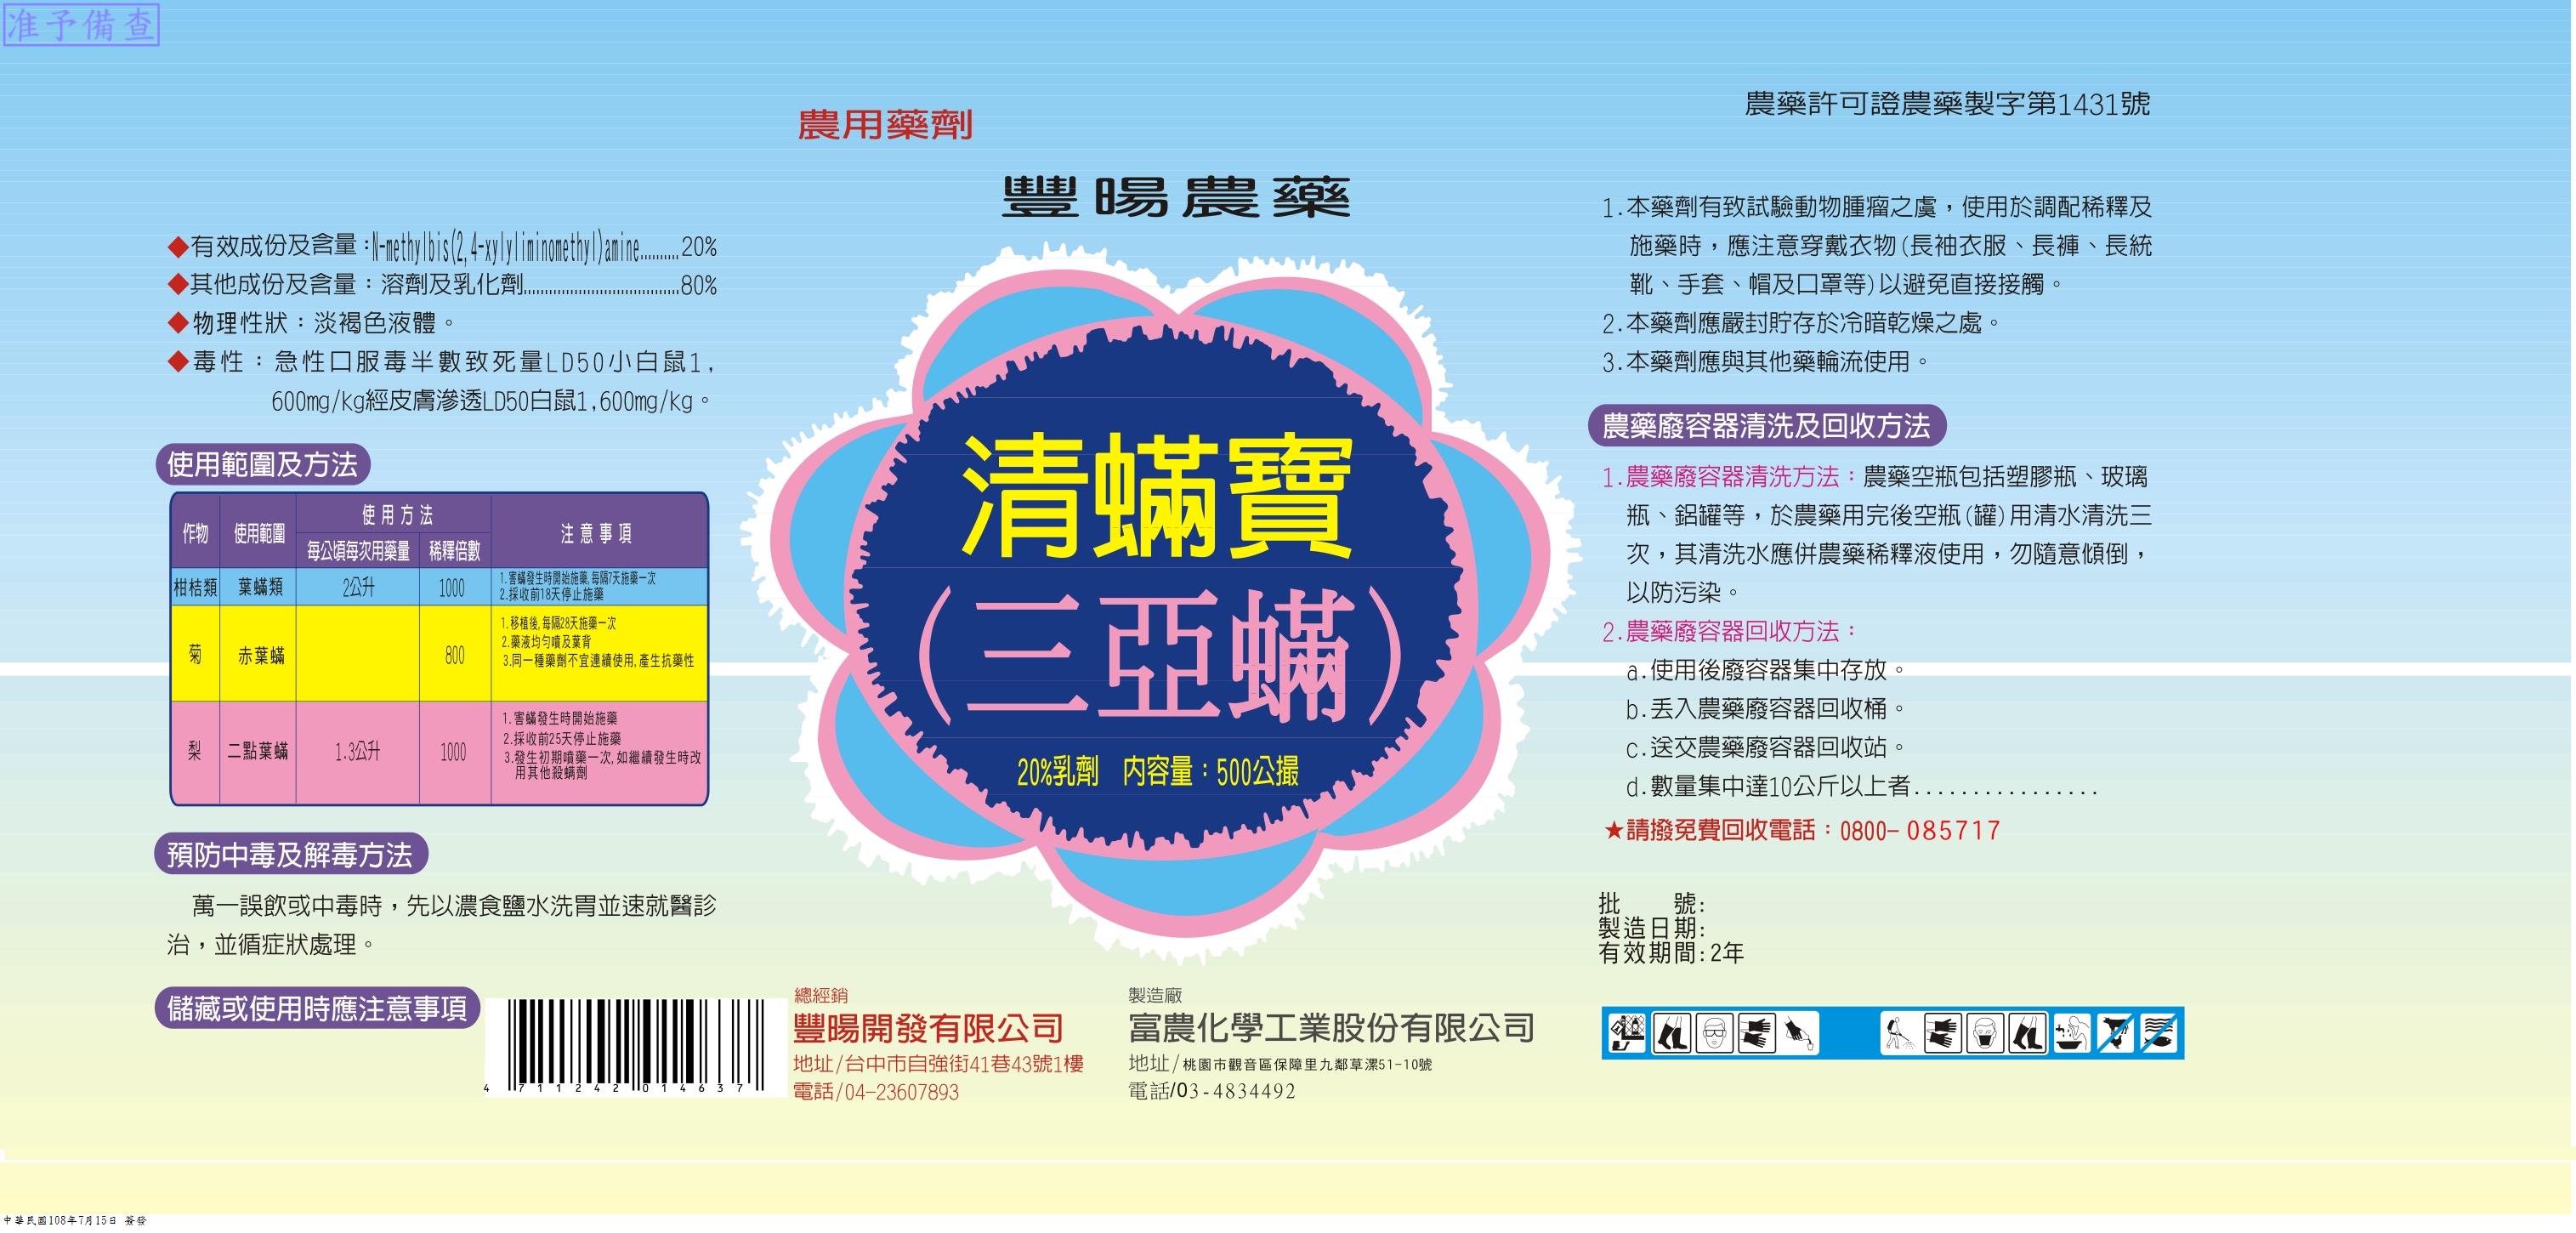 准予備查
農用藥劑
豐暘農藥
農藥許可證農藥製字第1431號
◆有效成份及含量:N-methylbis(2,4-xylyliminomethyl)amine..........20%
◆其他成份及含量：溶劑及乳化劑...................................80%
◆物理性狀：淡褐色液體。
◆毒性：急性口服毒半數致死量LD50小白鼠1,
600mg/kg經皮膚滲透LD50白鼠1,600mg/kg。
使用範圍及方法
作物 使用範圍 使用方法 注意事項
每公頃每次用藥量 稀釋倍數
柑桔類 葉蟎類 2公升 1000
1.害蟎發生時開始施藥,每隔7天施藥一次
2.採收前18天停止施藥
菊 赤葉蟎 800
1.移植後,每隔28天施藥一次
2.藥液均勻噴及葉背
3.同一種藥劑不宜連續使用,產生抗藥性
梨 二點葉蟎 1.3公升 1000
1.害蟎發生時開始施藥
2.採收前25天停止施藥
3.發生初期噴藥一次,如繼續發生時改
用其他殺蟎劑
預防中毒及解毒方法
萬一誤飲或中毒時，先以濃食鹽水洗胃並速就醫診
治，並循症狀處理。
儲藏或使用時應注意事項
4 711242 014637
清蟎寶
(三亞蟎)
20%乳劑 內容量：500公撮
總經銷
豐暘開發有限公司
地址/台中市自強街41巷43號1樓
電話/04-23607893
製造廠
富農化學工業股份有限公司
地址/桃園市觀音區保障里九鄰草漯51-10號
電話/03-4834492
1.本藥劑有致試驗動物腫瘤之虞，使用於調配稀釋及
施藥時，應注意穿戴衣物(長袖衣服、長褲、長統
靴、手套、帽及口罩等)以避免直接接觸。
2.本藥劑應嚴封貯存於冷暗乾燥之處。
3.本藥劑應與其他藥輪流使用。
農藥廢容器清洗及回收方法
1.農藥廢容器清洗方法：農藥空瓶包括塑膠瓶、玻璃
瓶、鋁罐等，於農藥用完後空瓶(罐)用清水清洗三
次，其清洗水應併農藥稀釋液使用，勿隨意傾倒，
以防污染。
2.農藥廢容器回收方法：
a.使用後廢容器集中存放。
b.丟入農藥廢容器回收桶。
c.送交農藥廢容器回收站。
d.數量集中達10公斤以上者................
★請撥免費回收電話：0800-085717
批 號:
製造日期:
有效期間:2年
中華民國108年7月15日 簽發